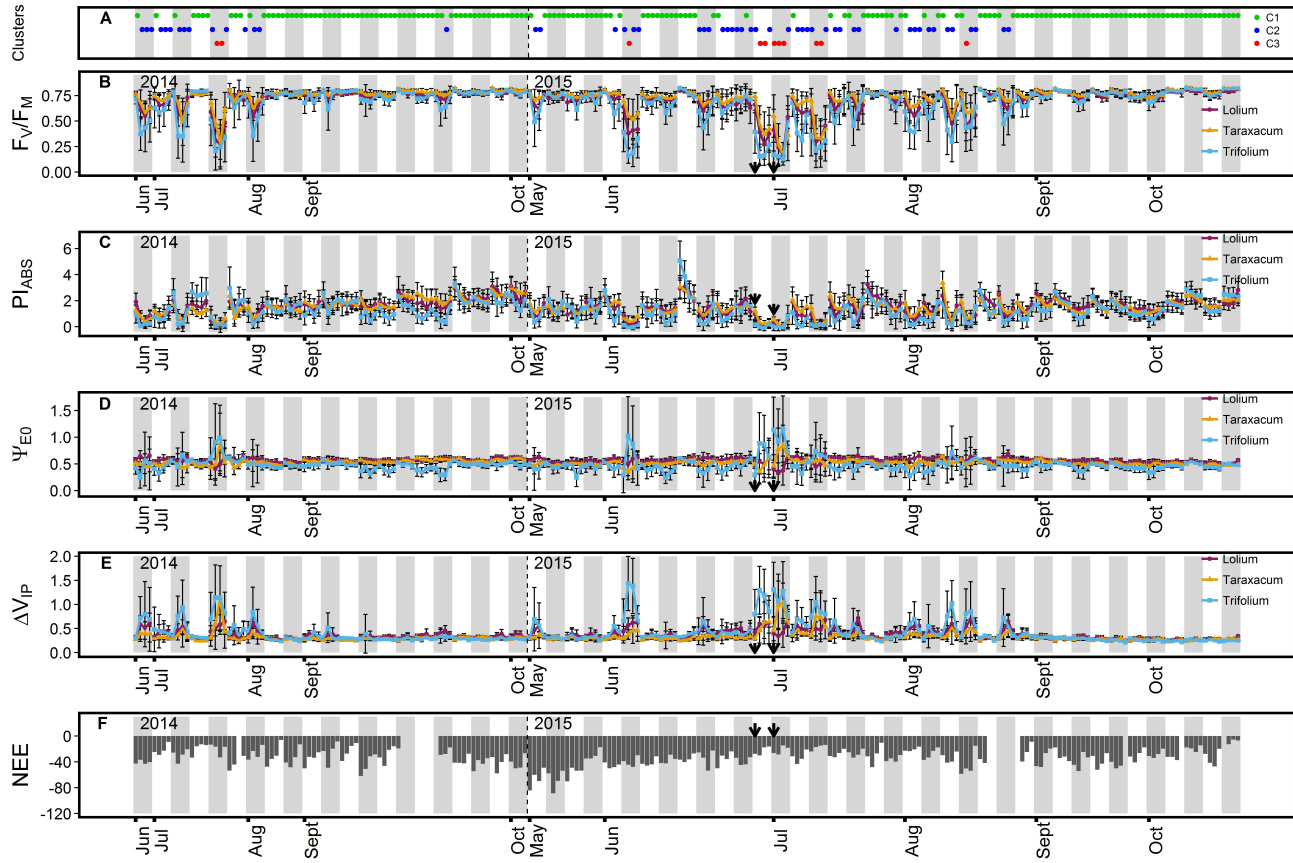 Clusters
A
C1
C2
C3
B
2014
2015
F_V/F_M
0.75
0.50
0.25
0.00
Lolium
Taraxacum
Trifolium
Jun Jul Aug Sept Oct May Jun Jul Aug Sept Oct
C
2014
2015
PI_ABS
6
4
2
0
Lolium
Taraxacum
Trifolium
Jun Jul Aug Sept Oct May Jun Jul Aug Sept Oct
D
2014
2015
Ψ_E0
1.5
1.0
0.5
0.0
Lolium
Taraxacum
Trifolium
Jun Jul Aug Sept Oct May Jun Jul Aug Sept Oct
E
2014
2015
ΔV_IP
2.0
1.5
1.0
0.5
0.0
Lolium
Taraxacum
Trifolium
Jun Jul Aug Sept Oct May Jun Jul Aug Sept Oct
F
2014
2015
NEE
0
-40
-80
-120
Jun Jul Aug Sept Oct May Jun Jul Aug Sept Oct